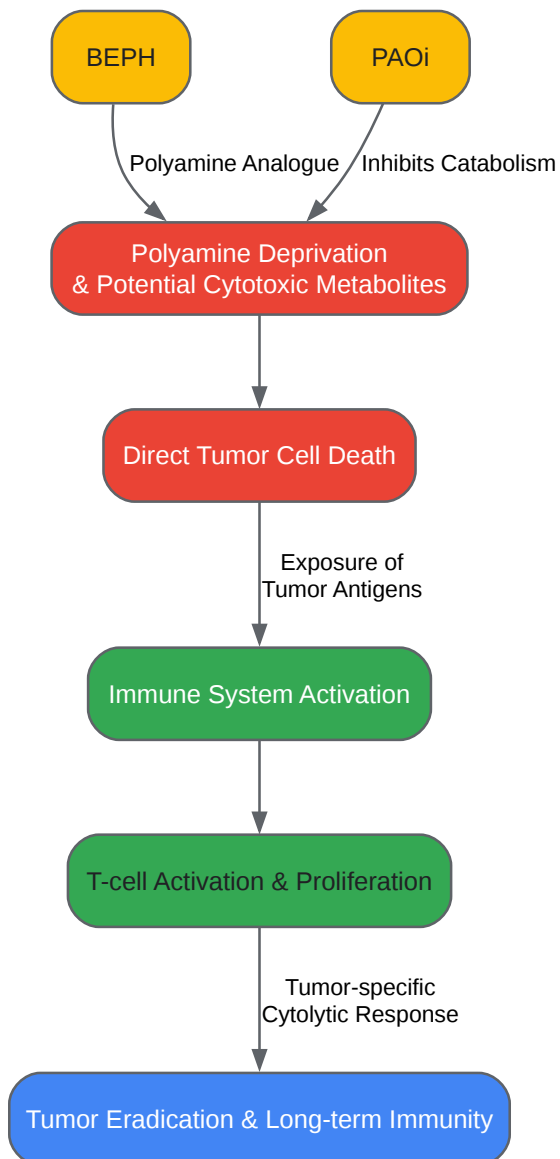 BEPH
PAOi
Polyamine Analogue
Inhibits Catabolism
Polyamine Deprivation
& Potential Cytotoxic Metabolites
Direct Tumor Cell Death
Exposure of
Tumor Antigens
Immune System Activation
T-cell Activation & Proliferation
Tumor-specific
Cytolytic Response
Tumor Eradication & Long-term Immunity